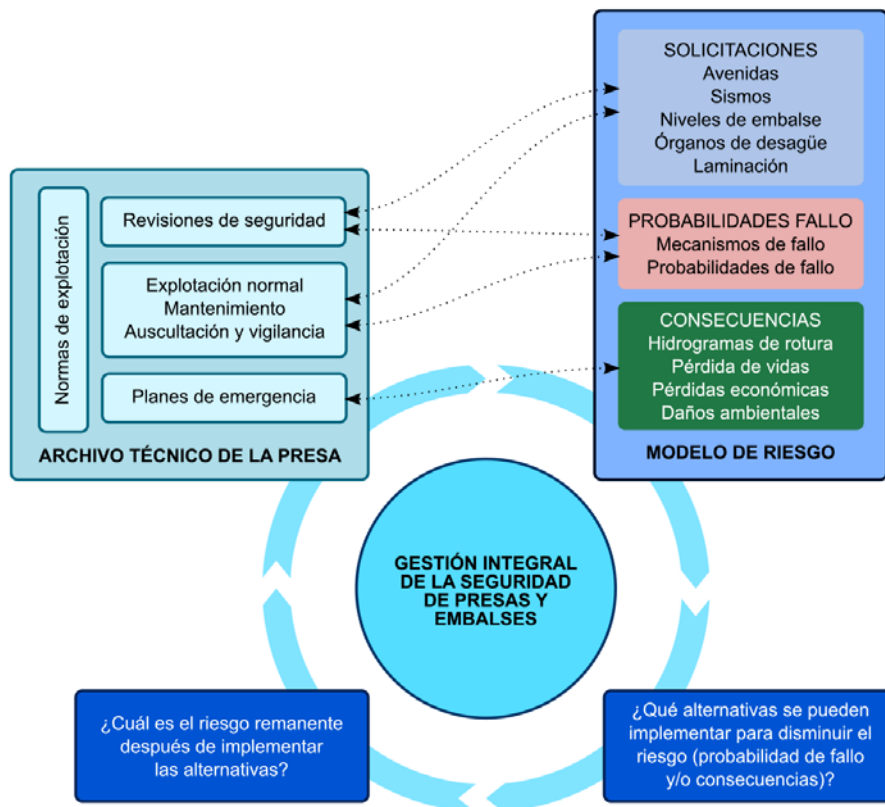 Normas de explotación
Revisiones de seguridad
Explotación normal
Mantenimiento
Auscultación y vigilancia
Planes de emergencia
ARCHIVO TÉCNICO DE LA PRESA
SOLICITACIONES
Avenidas
Sismos
Niveles de embalse
Órganos de desagüe
Laminación
PROBABILIDADES FALLO
Mecanismos de fallo
Probabilidades de fallo
CONSECUENCIAS
Hidrogramas de rotura
Pérdida de vidas
Pérdidas económicas
Daños ambientales
MODELO DE RIESGO
GESTIÓN INTEGRAL
DE LA SEGURIDAD
DE PRESAS Y
EMBALSES
¿Cuál es el riesgo remanente
después de implementar
las alternativas?
¿Qué alternativas se pueden
implementar para disminuir el
riesgo (probabilidad de fallo
y/o consecuencias)?